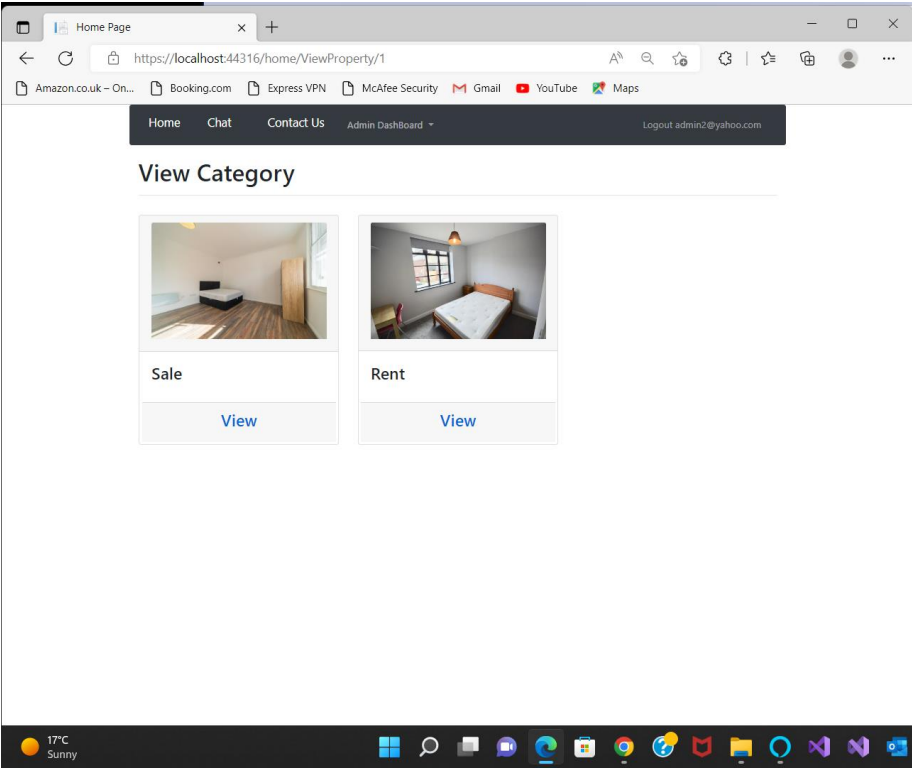 Home Page
https://localhost:44316/home/ViewProperty/1
Amazon.co.uk – On... Booking.com Express VPN McAfee Security Gmail YouTube Maps
Home Chat Contact Us Admin DashBoard Logout admin2@yahoo.com
View Category
Sale Rent
View View
17°C
Sunny